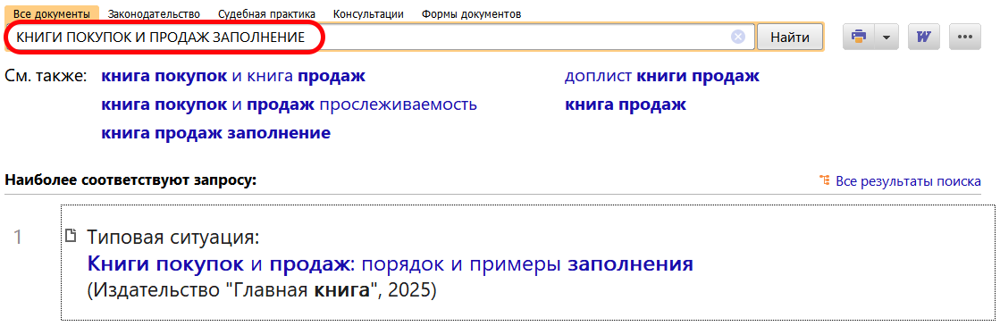 Все документы Законодательство Судебная практика Консультации Формы документов
КНИГИ ПОКУПОК И ПРОДАЖ ЗАПОЛНЕНИЕ Найти W
См. также: книга покупок и книга продаж доплист книги продаж
книга покупок и продаж прослеживаемость книга продаж
книга продаж заполнение
Наиболее соответствуют запросу: Все результаты поиска
1 Типовая ситуация:
Книги покупок и продаж: порядок и примеры заполнения
(Издательство "Главная книга", 2025)